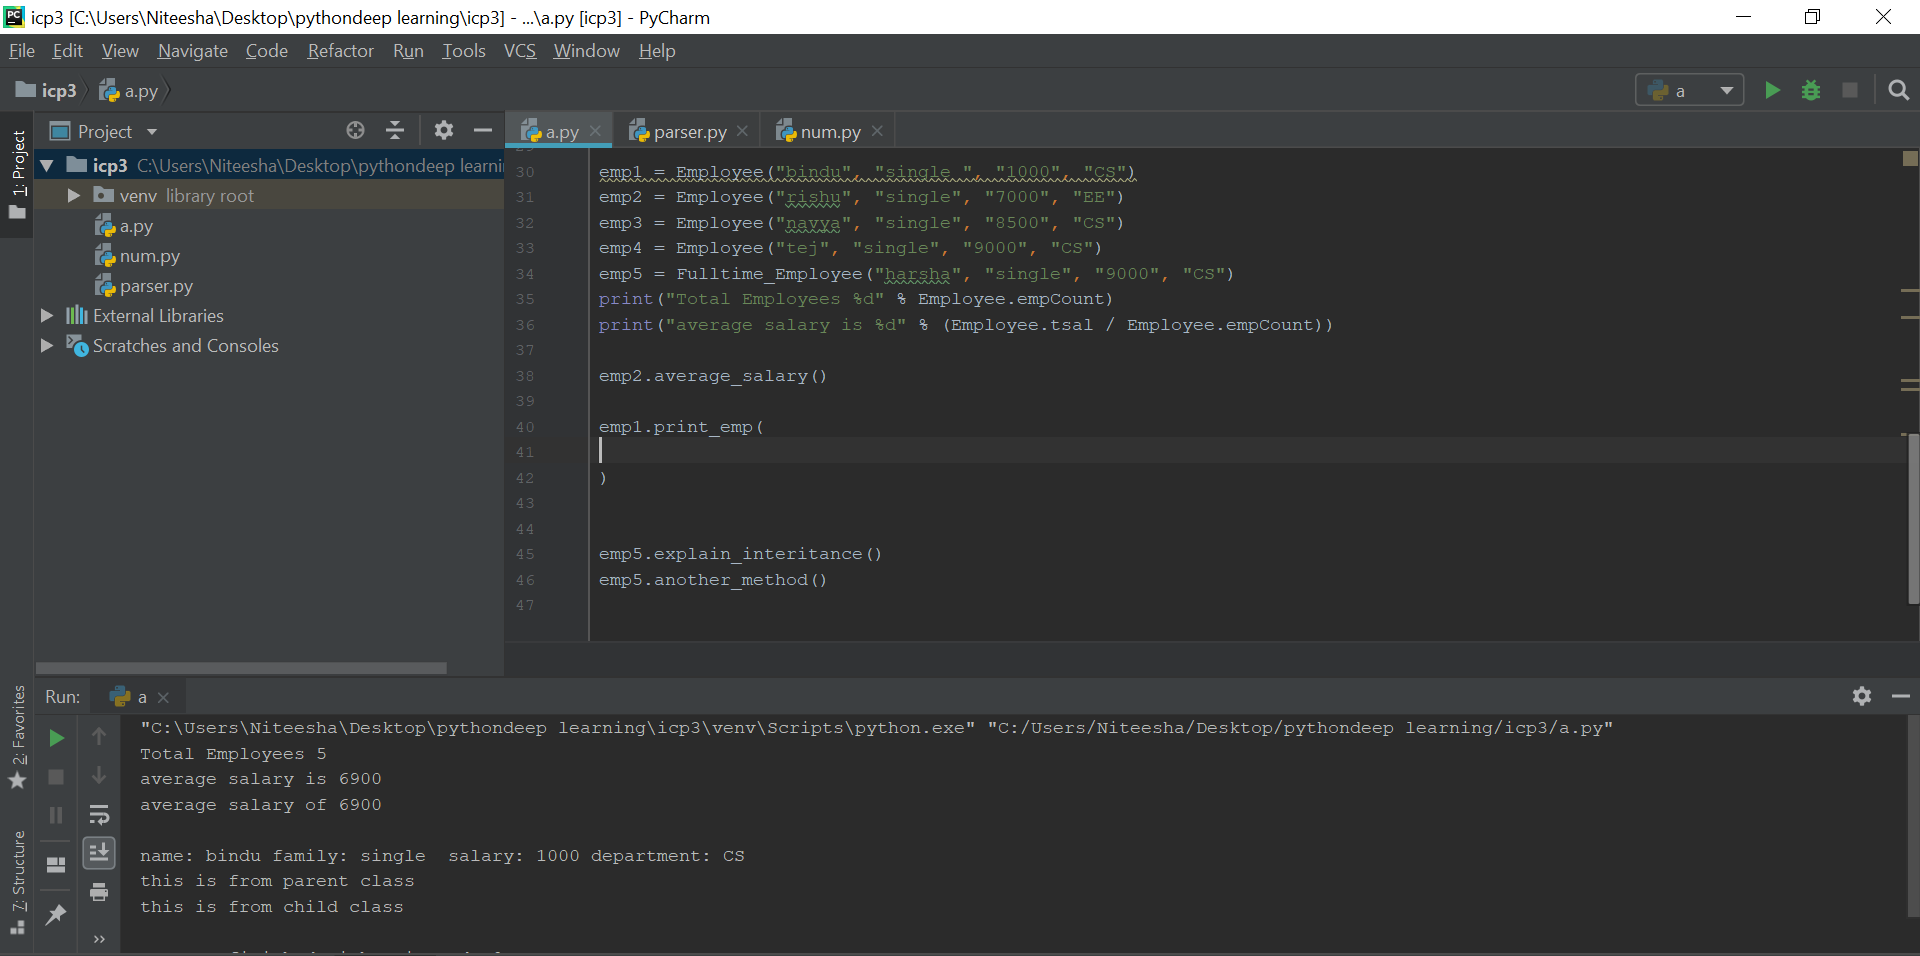 icp3 [C:\Users\Niteesha\Desktop\pythondeep learning\icp3] - ...\a.py [icp3] - PyCharm
File Edit View Navigate Code Refactor Run Tools VCS Window Help
icp3 a.py a
1: Project
Project
icp3 C:\Users\Niteesha\Desktop\pythondeep learni
venv library root
a.py
num.py
parser.py
External Libraries
Scratches and Consoles
a.py parser.py num.py
30 emp1 = Employee("bindu", "single ", "1000", "CS")
31 emp2 = Employee("rishu", "single", "7000", "EE")
32 emp3 = Employee("navya", "single", "8500", "CS")
33 emp4 = Employee("tej", "single", "9000", "CS")
34 emp5 = Fulltime_Employee("harsha", "single", "9000", "CS")
35 print("Total Employees %d" % Employee.empCount)
36 print("average salary is %d" % (Employee.tsal / Employee.empCount))
37
38 emp2.average_salary()
39
40 emp1.print_emp(
41
42 )
43
44
45 emp5.explain_interitance()
46 emp5.another_method()
47
2: Favorites
7: Structure
Run: a
"C:\Users\Niteesha\Desktop\pythondeep learning\icp3\venv\Scripts\python.exe" "C:/Users/Niteesha/Desktop/pythondeep learning/icp3/a.py"
Total Employees 5
average salary is 6900
average salary of 6900
name: bindu family: single  salary: 1000 department: CS
this is from parent class
this is from child class